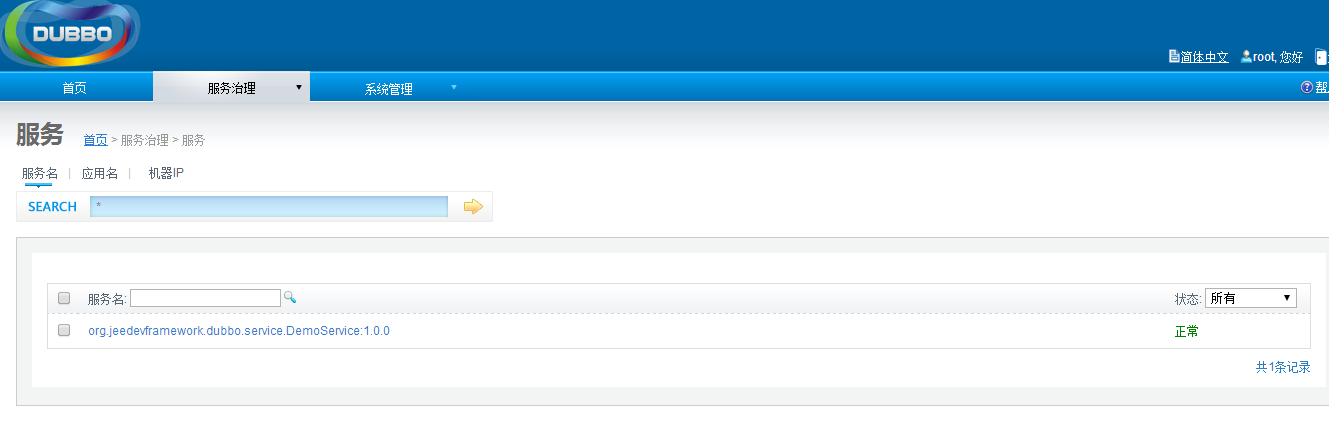 DUBBO
简体中文 root, 您好
首页 服务治理 系统管理
服务 首页 > 服务治理 > 服务
服务名 | 应用名 | 机器IP
SEARCH *
服务名: 状态: 所有
org.jeedevframework.dubbo.service.DemoService:1.0.0 正常
共1条记录